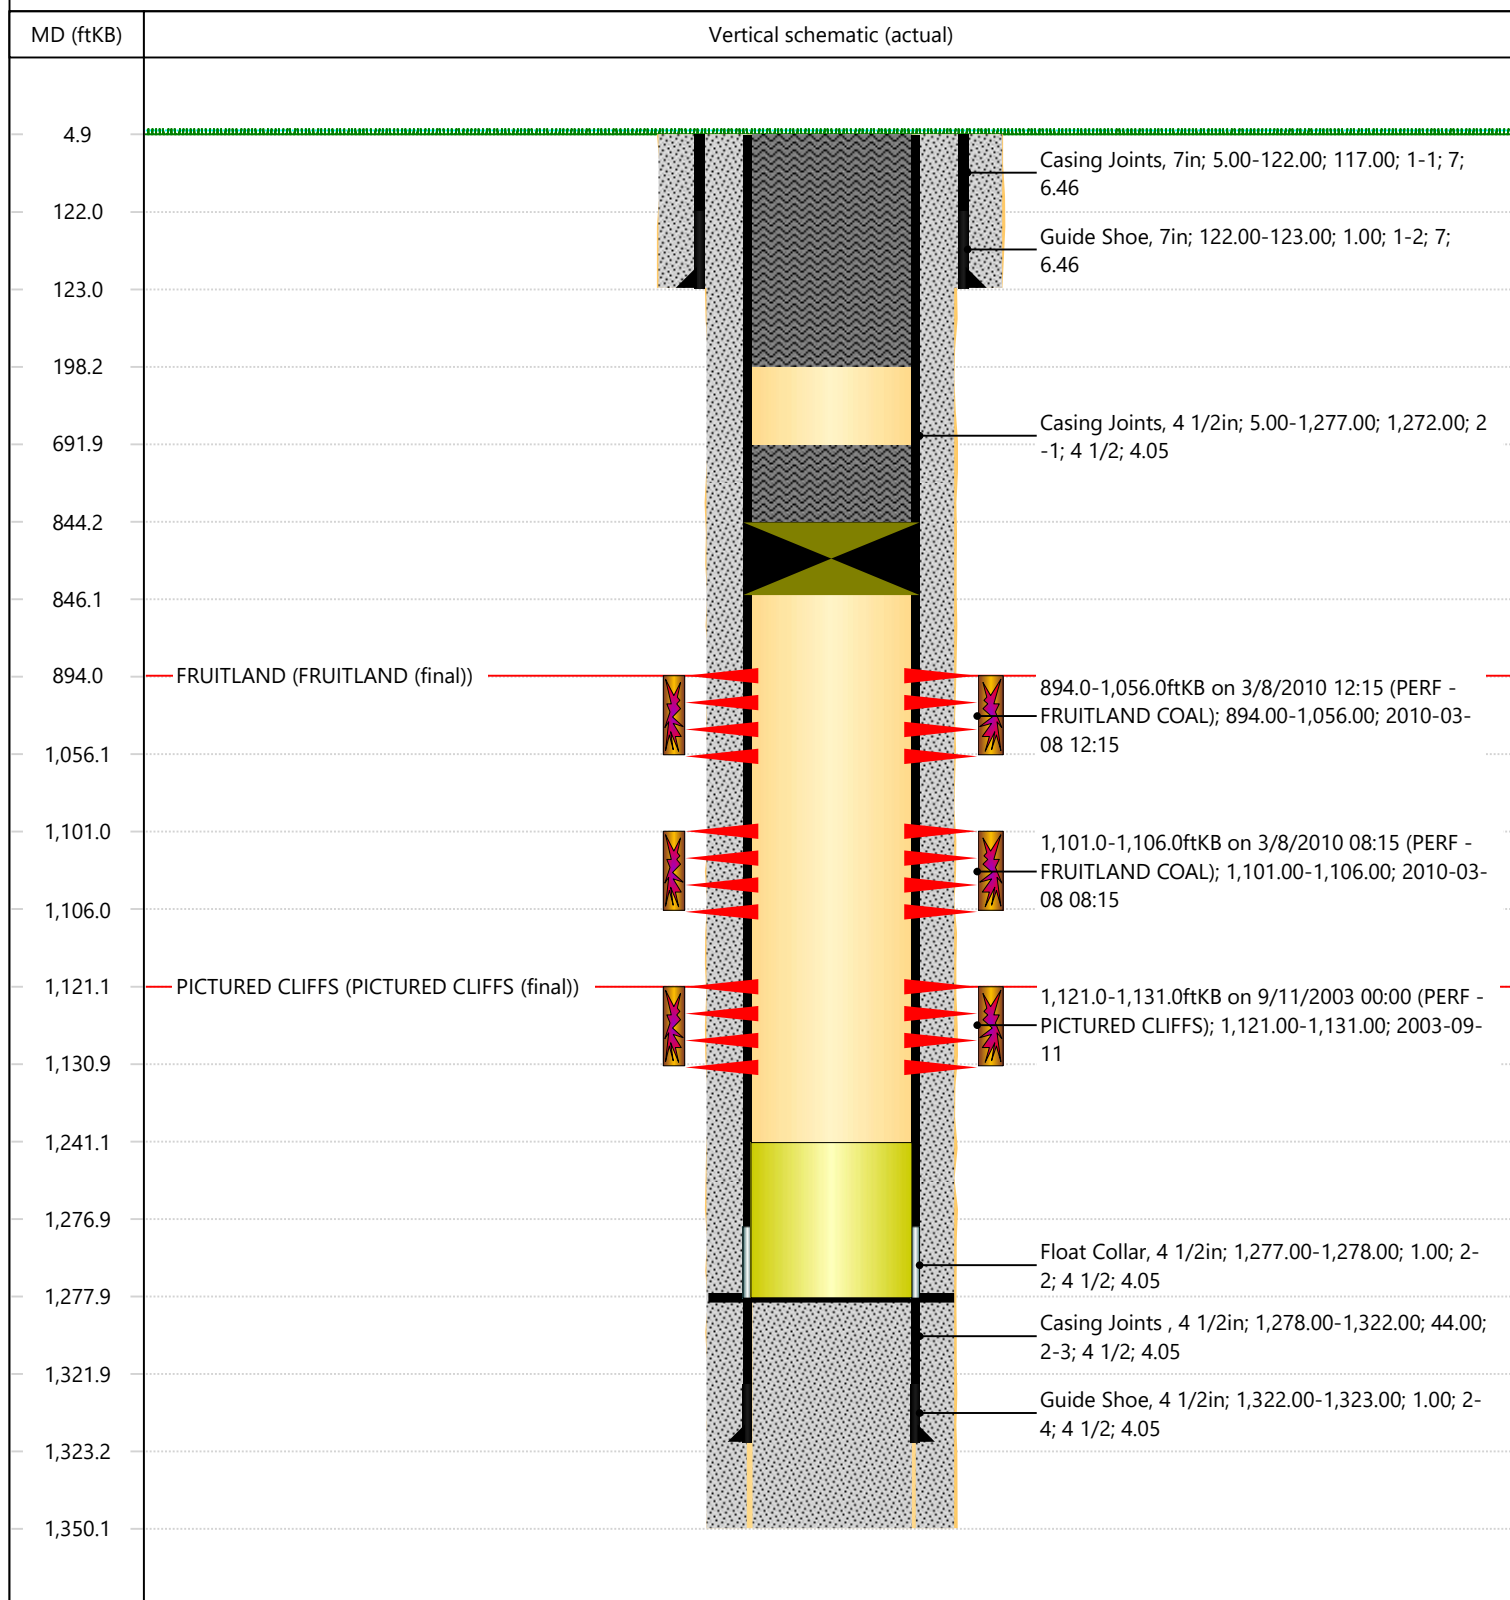 MD (ftKB)
Vertical schematic (actual)
4.9
Casing Joints, 7in; 5.00-122.00; 117.00; 1-1; 7;
6.46
122.0
Guide Shoe, 7in; 122.00-123.00; 1.00; 1-2; 7;
6.46
123.0
198.2
Casing Joints, 4 1/2in; 5.00-1,277.00; 1,272.00; 2
-1; 4 1/2; 4.05
691.9
844.2
846.1
894.0
FRUITLAND (FRUITLAND (final))
894.0-1,056.0ftKB on 3/8/2010 12:15 (PERF -
FRUITLAND COAL); 894.00-1,056.00; 2010-03-
08 12:15
1,056.1
1,101.0
1,101.0-1,106.0ftKB on 3/8/2010 08:15 (PERF -
FRUITLAND COAL); 1,101.00-1,106.00; 2010-03-
08 08:15
1,106.0
1,121.1
PICTURED CLIFFS (PICTURED CLIFFS (final))
1,121.0-1,131.0ftKB on 9/11/2003 00:00 (PERF -
PICTURED CLIFFS); 1,121.00-1,131.00; 2003-09-
11
1,130.9
1,241.1
1,276.9
Float Collar, 4 1/2in; 1,277.00-1,278.00; 1.00; 2-
2; 4 1/2; 4.05
1,277.9
Casing Joints , 4 1/2in; 1,278.00-1,322.00; 44.00;
2-3; 4 1/2; 4.05
1,321.9
Guide Shoe, 4 1/2in; 1,322.00-1,323.00; 1.00; 2-
4; 4 1/2; 4.05
1,323.2
1,350.1